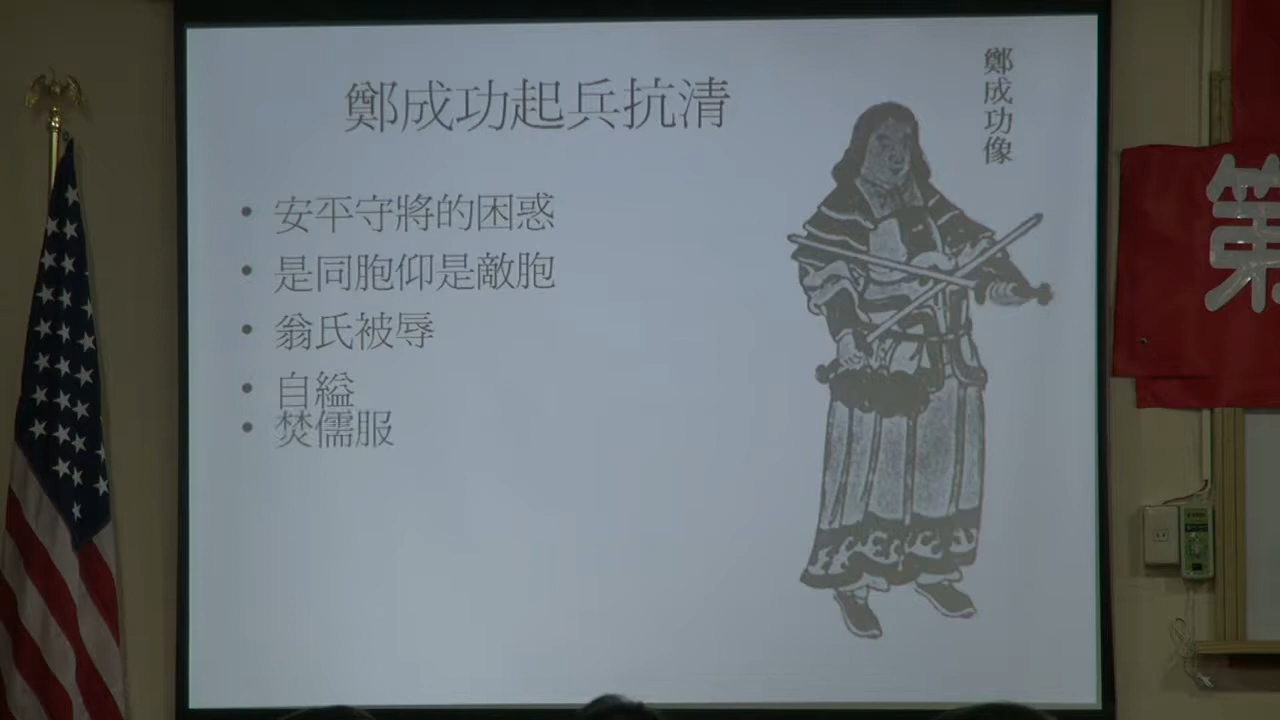 鄭成功起兵抗清
鄭成功像
• 安平守將的困惑
• 是同胞仰是敵胞
• 翁氏被辱
• 自縊
• 焚儒服
第